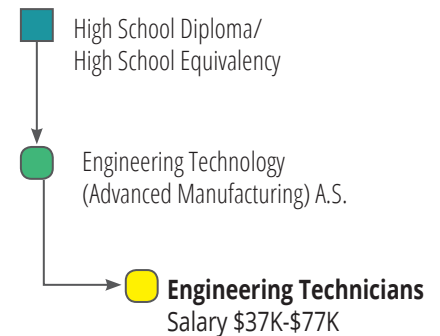 High School Diploma/
High School Equivalency
Engineering Technology
(Advanced Manufacturing) A.S.
Engineering Technicians
Salary $37K-$77K